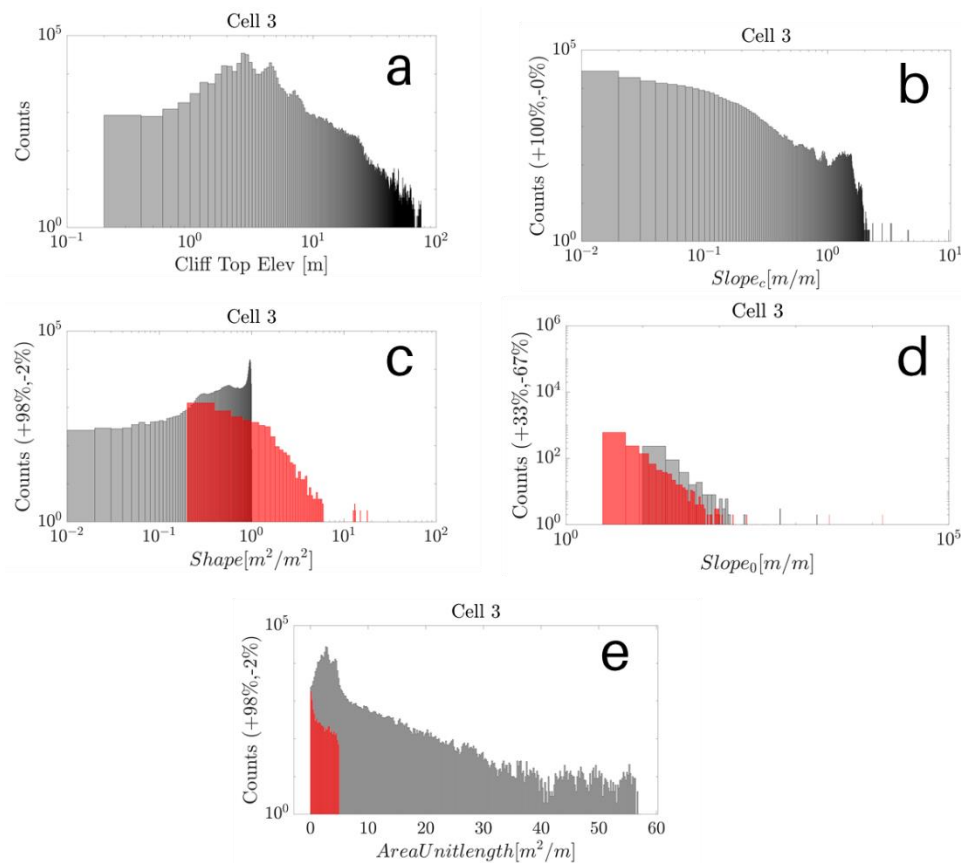 Cell 3
a
10^5
Counts
10^0
10^-1
10^0
10^1
10^2
Cliff Top Elev [m]
Cell 3
b
10^5
Counts (+100%,-0%)
10^0
10^-2
10^-1
10^0
10^1
Slope_c[m/m]
Cell 3
c
10^5
Counts (+98%,-2%)
10^0
10^-2
10^-1
10^0
10^1
10^2
Shape[m^2/m^2]
Cell 3
d
10^6
10^4
10^2
10^0
Counts (+33%,-67%)
10^0
10^5
Slope_0[m/m]
Cell 3
e
10^5
Counts (+98%,-2%)
10^0
0 10 20 30 40 50 60
AreaUnitlength[m^2/m]